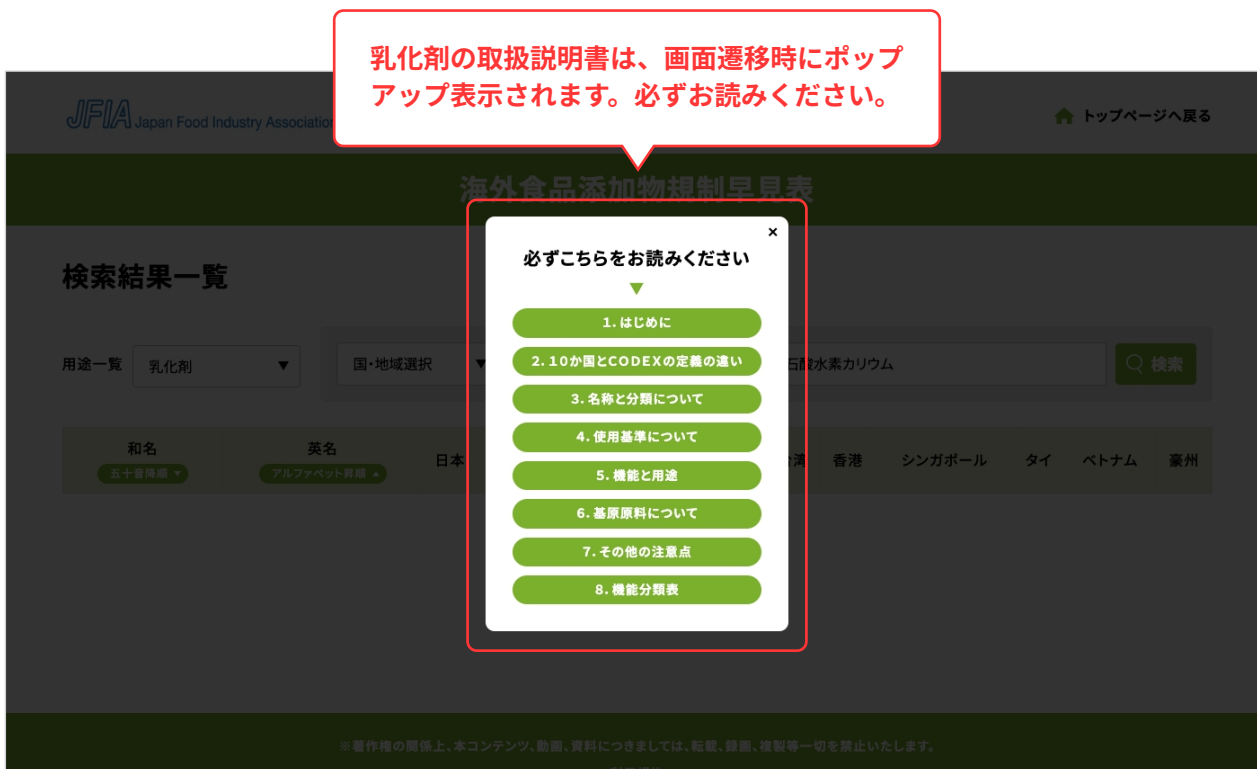 乳化剤の取扱説明書は、画面遷移時にポップ
アップ表示されます。必ずお読みください。
JFIA Japan Food Industry Association
トップページへ戻る
海外食品添加物規制早見表
検索結果一覧
×
必ずこちらをお読みください
▼
1. はじめに
2. 10か国とCODEXの定義の違い
3. 名称と分類について
4. 使用基準について
5. 機能と用途
6. 基原原料について
7. その他の注意点
8. 機能分類表
用途一覧 乳化剤 ▼ 国・地域選択 ▼ 酸水素カリウム 検索
和名 英名 日本 湾 香港 シンガポール タイ ベトナム 豪州
五十音降順 ▼ アルファベット昇順 ▲
※著作権の関係上、本コンテンツ、動画、資料につきましては、転載、録画、複製等一切を禁止いたします。